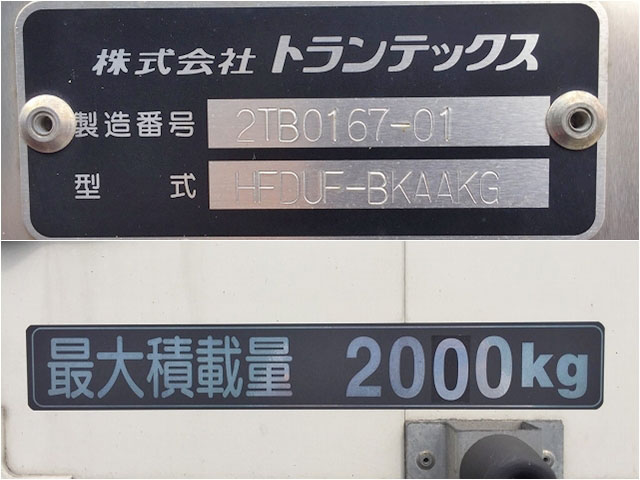 株式会社 トランテックス
製造番号 2TB0167-01
型式 HFDUF-BKAAKG
最大積載量 2000kg